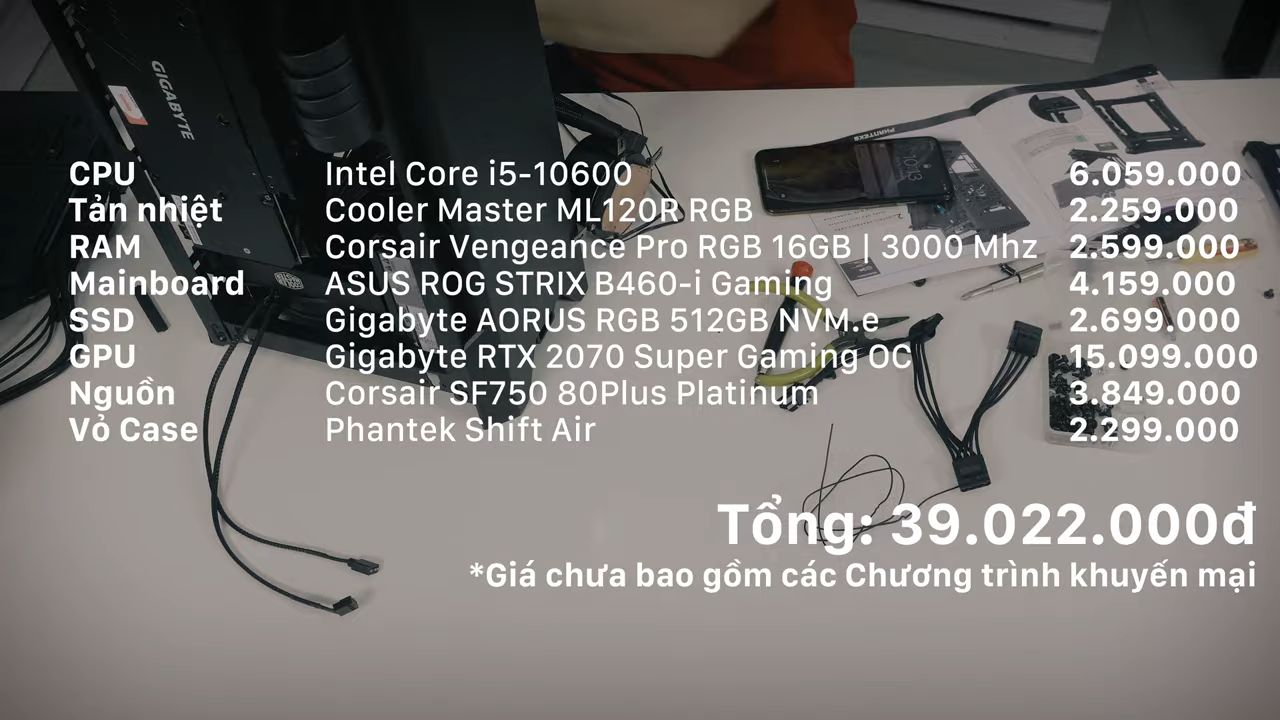 GIGABYTE
PHANTEKS
10:13
CPU Intel Core i5-10600 6.059.000
Tản nhiệt Cooler Master ML120R RGB 2.259.000
RAM Corsair Vengeance Pro RGB 16GB | 3000 Mhz 2.599.000
Mainboard ASUS ROG STRIX B460-i Gaming 4.159.000
SSD Gigabyte AORUS RGB 512GB NVM.e 2.699.000
GPU Gigabyte RTX 2070 Super Gaming OC 15.099.000
Nguồn Corsair SF750 80Plus Platinum 3.849.000
Vỏ Case Phantek Shift Air 2.299.000
Tổng: 39.022.000đ
*Giá chưa bao gồm các Chương trình khuyến mại